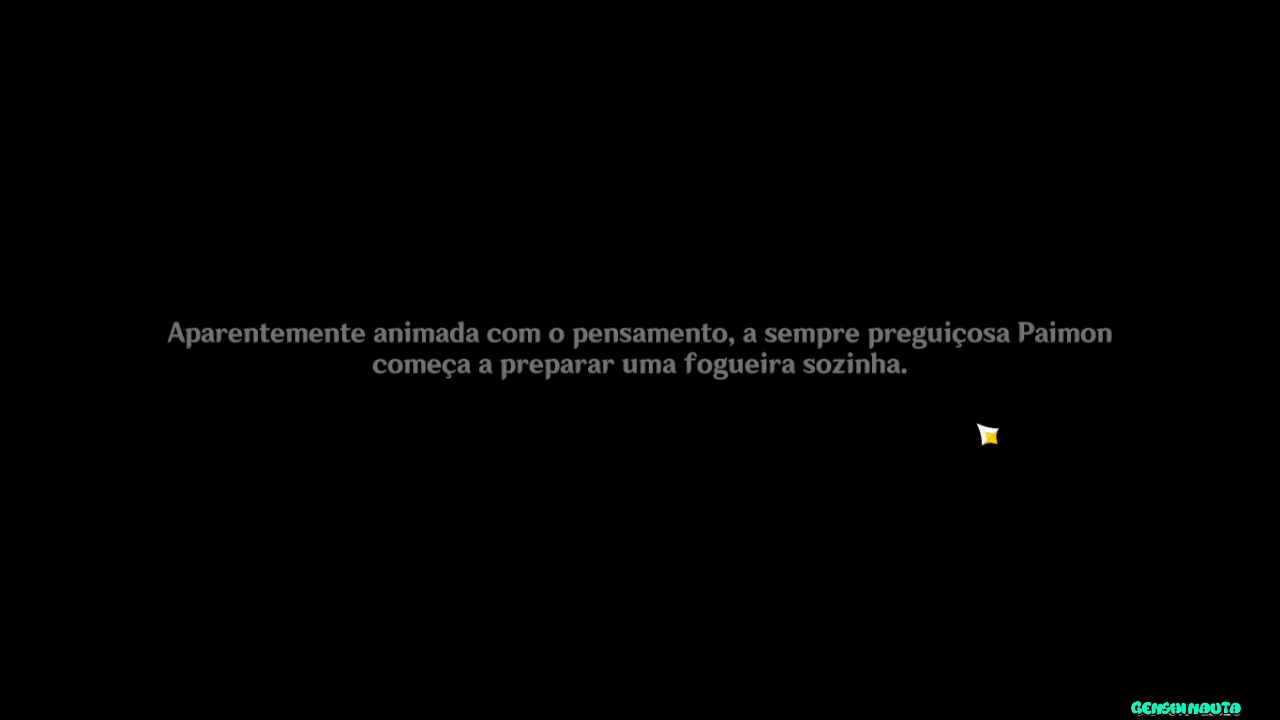 Aparentemente animada com o pensamento, a sempre preguiçosa Paimon
começa a preparar uma fogueira sozinha.
GENSHINAUTA